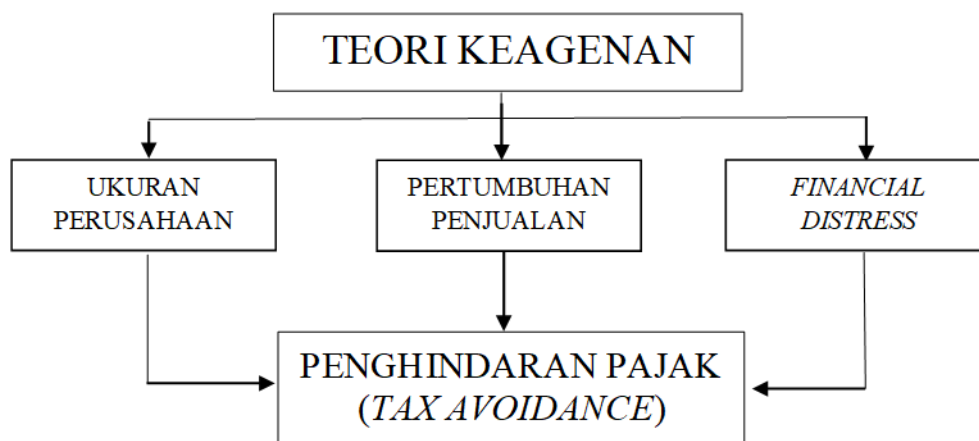 TEORI KEAGENAN
UKURAN
PERUSAHAAN
PERTUMBUHAN
PENJUALAN
FINANCIAL
DISTRESS
PENGHINDARAN PAJAK
(TAX AVOIDANCE)